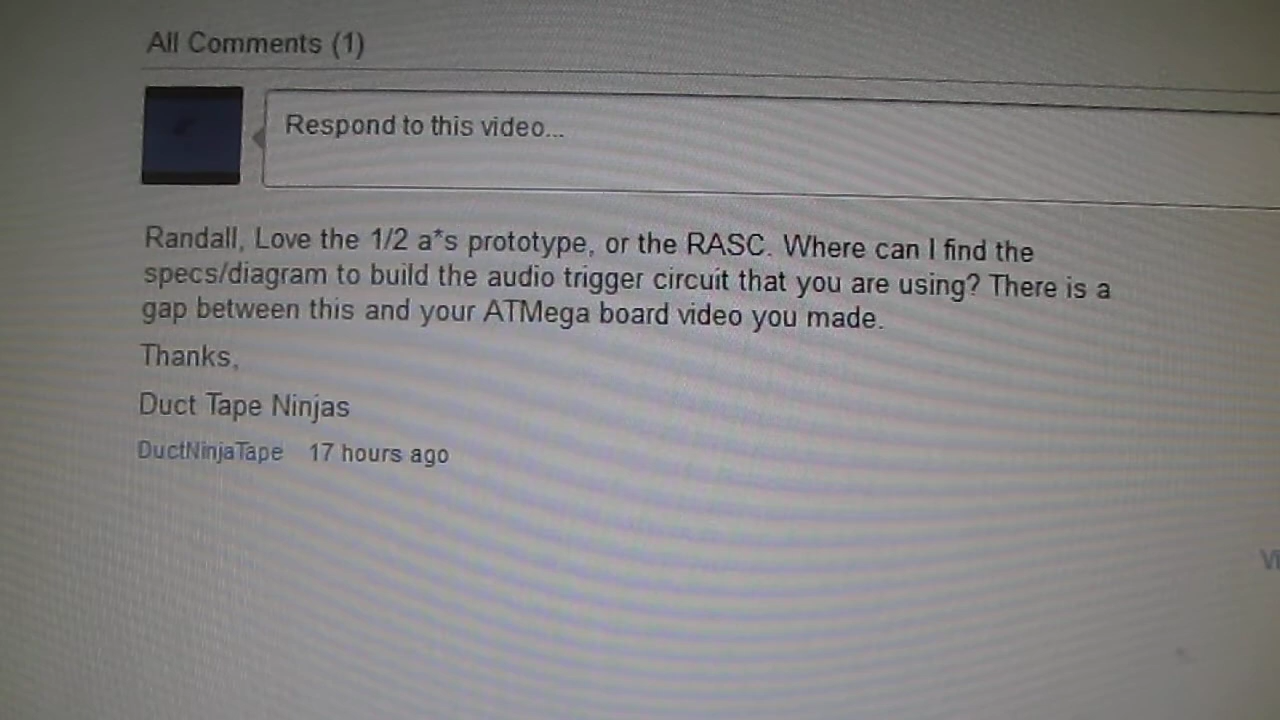 All Comments (1)
Respond to this video...
Randall, Love the 1/2 a*s prototype, or the RASC. Where can I find the
specs/diagram to build the audio trigger circuit that you are using? There is a
gap between this and your ATMega board video you made.
Thanks,
Duct Tape Ninjas
DuctNinjaTape 17 hours ago